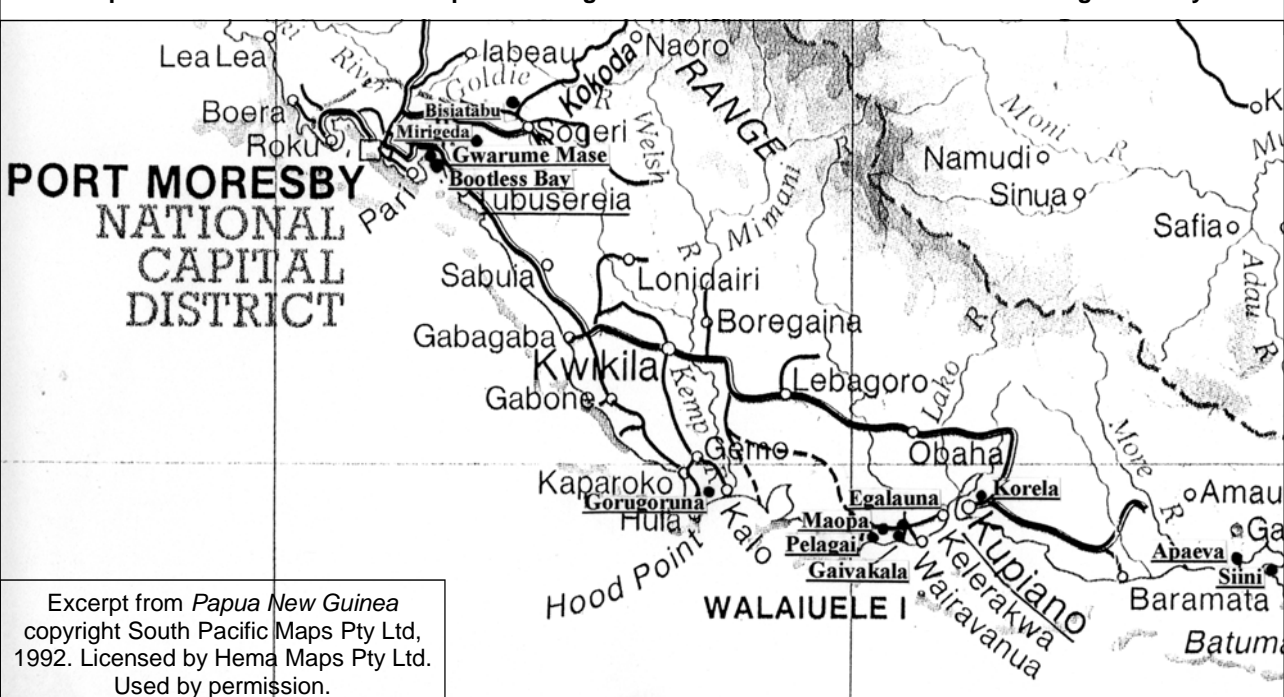 Lea Lea
River
Iabeau
Goldie
R
Kokoda
Naoro
RANGE
Boera
Bisiatabu
Mirigeda
Sogeri
Roku
Gwarume Mase
Bootless Bay
Tubusereia
PORT MORESBY
NATIONAL
CAPITAL
DISTRICT
Pari
Welsh
R
Mimani
R
Mont
R
Namudi
Sinua
Safia
Adau
R
Sabuia
Lonidairi
Gabagaba
Boregaina
Kwikila
Kemp
R
Gabone
Lebagoro
Lako
R
Obaha
More
R
Gemo
Kaparoko
Gorugoruna
Hula
Kalo
Hood Point
Egalauna
Korela
Maopa
Pelagai
Gaivakala
Kupiano
Kelerakwa
Wairavanua
WALAIUELE I
Amau
Ga
Apaeva
Siini
Baramata
Batuma
Excerpt from Papua New Guinea
copyright South Pacific Maps Pty Ltd,
1992. Licensed by Hema Maps Pty Ltd.
Used by permission.